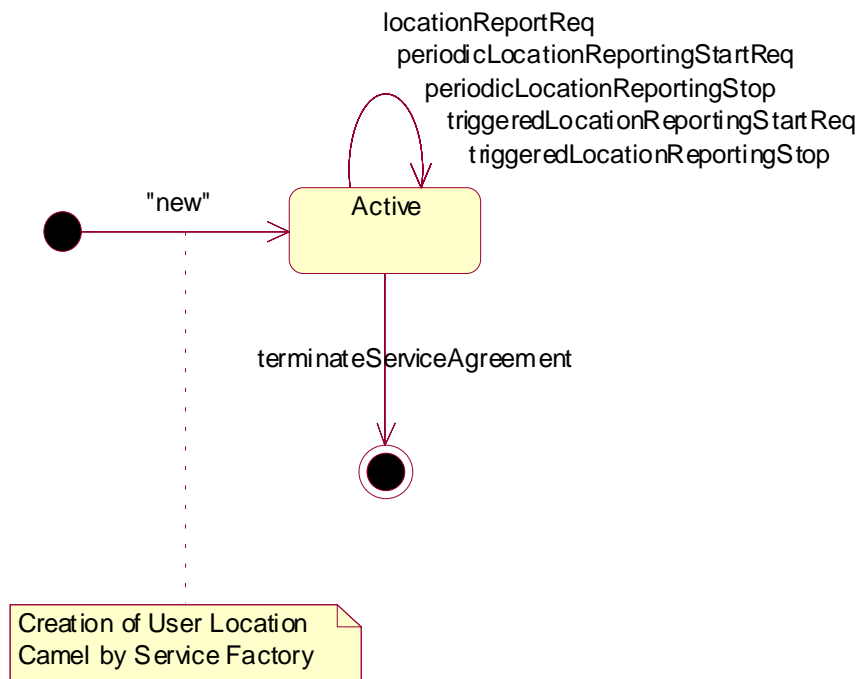 locationReportReq
periodicLocationReportingStartReq
periodicLocationReportingStop
triggeredLocationReportingStartReq
triggeredLocationReportingStop
"new"
Active
terminateServiceAgreement
Creation of User Location
Camel by Service Factory